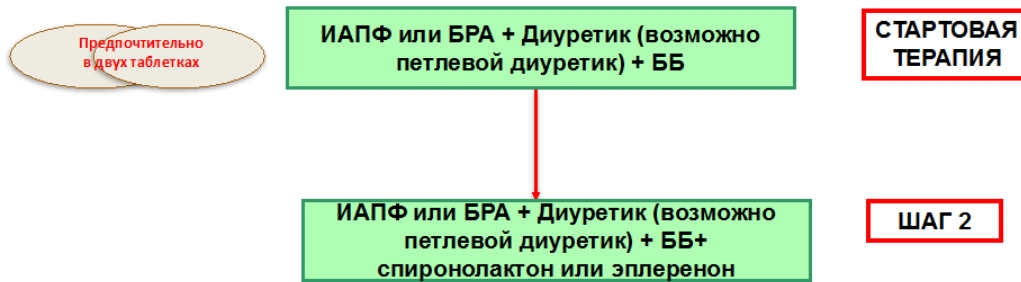 Предпочтительно
в двух таблетках
ИАПФ или БРА + Диуретик (возможно
петлевой диуретик) + ББ
СТАРТОВАЯ
ТЕРАПИЯ
ИАПФ или БРА + Диуретик (возможно
петлевой диуретик) + ББ+
спиронолактон или эплеренон
ШАГ 2